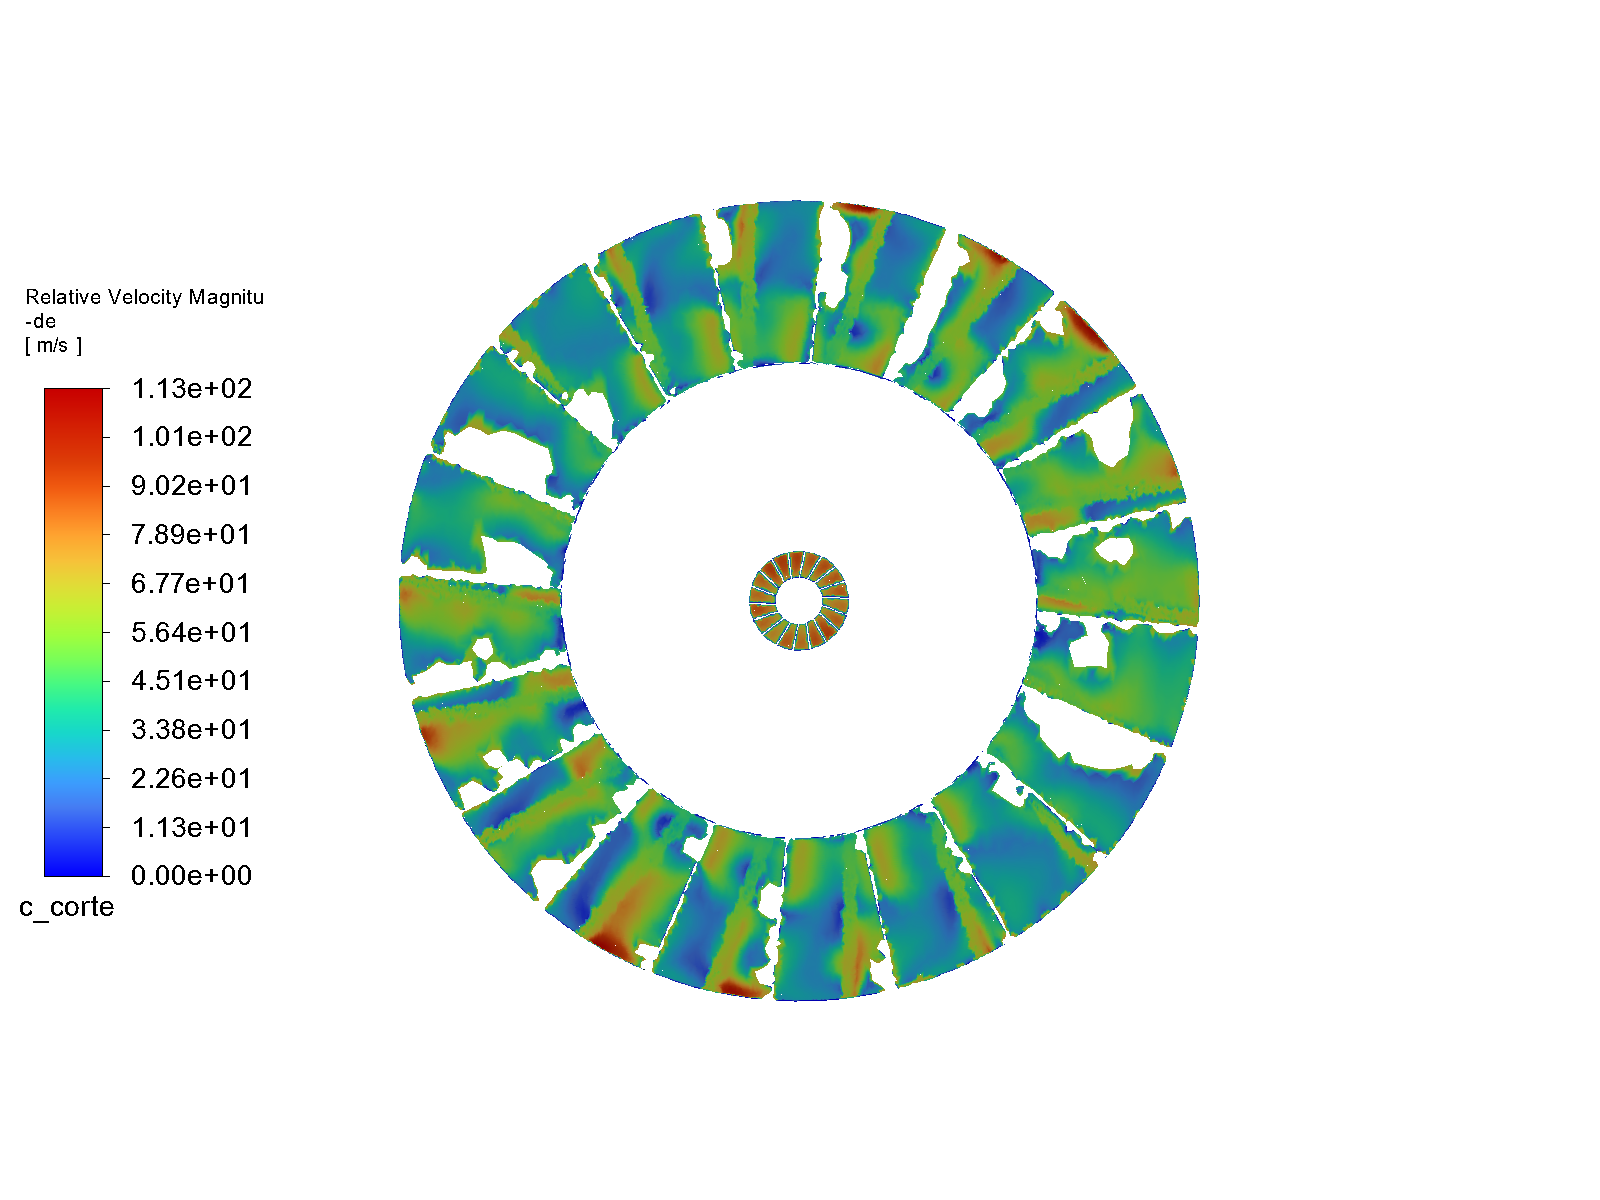 Relative Velocity Magnitu
-de
[ m/s ]
1.13e+02
1.01e+02
9.02e+01
7.89e+01
6.77e+01
5.64e+01
4.51e+01
3.38e+01
2.26e+01
1.13e+01
0.00e+00
c_corte